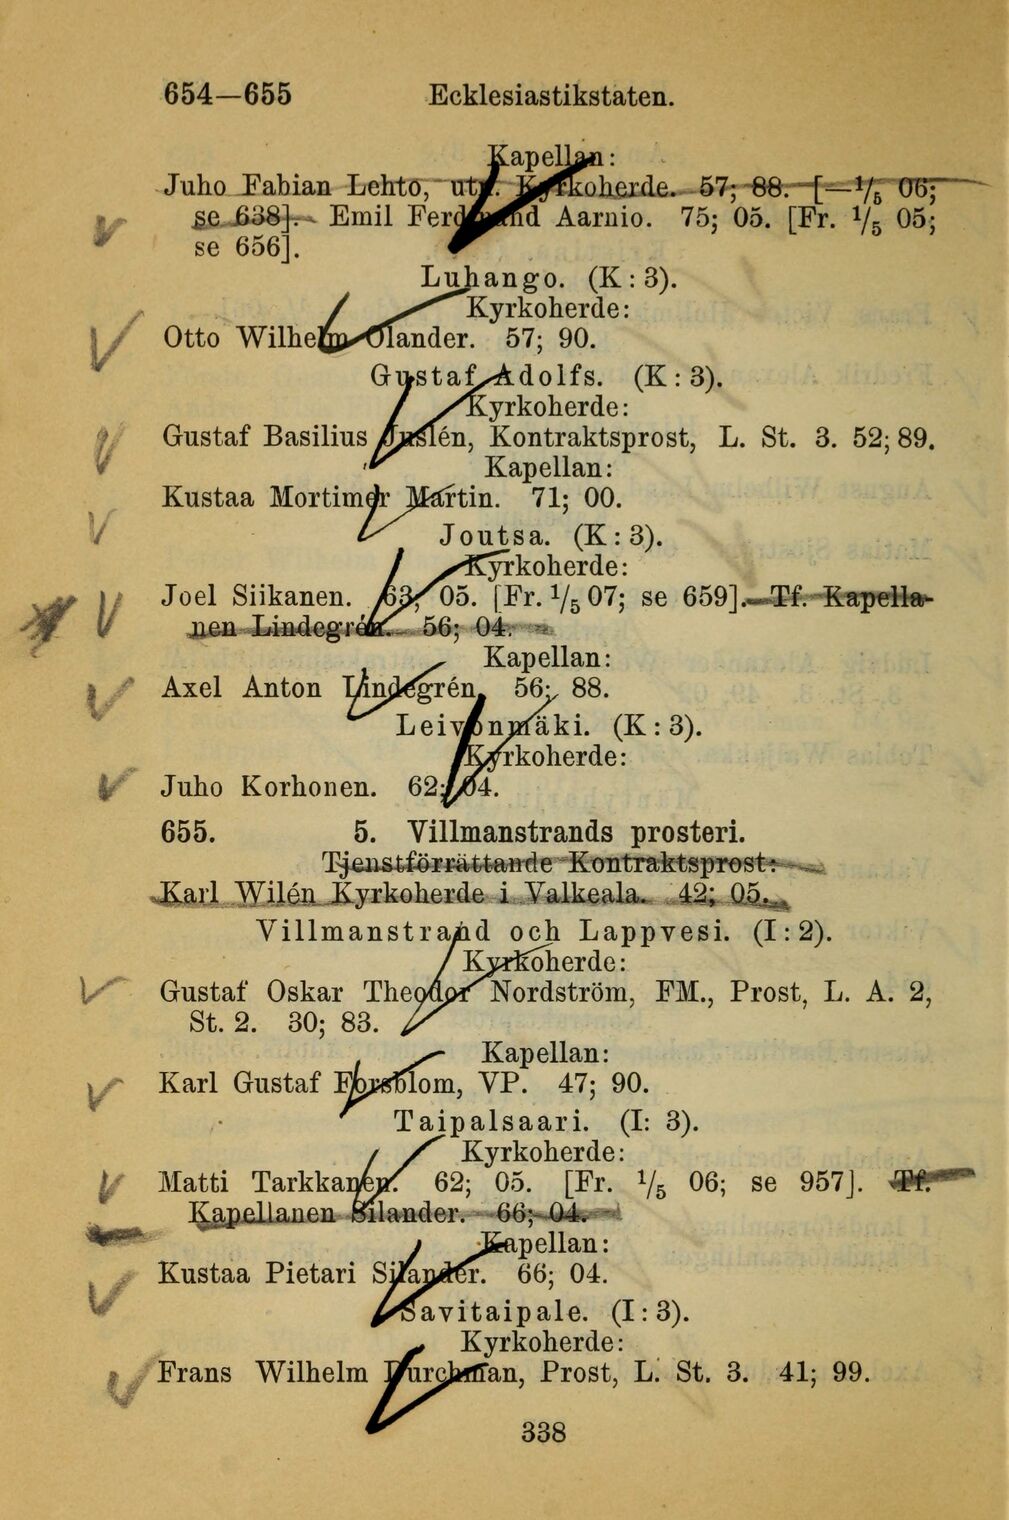 654—655 Ecklesiastikstaten.
Kapellan:
Juho Fabian Lehto, utn. Kyrkoherde. 57; 88. [—1/5 06;
se 638]. Emil Ferdinand Aarnio. 75; 05. [Fr. 1/5 05;
se 656].
Luhango. (K: 3).
Kyrkoherde:
Otto Wilhelm Olander. 57; 90.
Gustaf Adolfs. (K: 3).
Kyrkoherde:
Gustaf Basilius Juslén, Kontraktsprost, L. St. 3. 52; 89.
Kapellan:
Kustaa Mortimer Martin. 71; 00.
Joutsa. (K: 3).
Kyrkoherde:
Joel Siikanen. 63; 05. [Fr. 1/5 07; se 659]. Tf. Kapella-
nen Lindegrén. 56; 04.
Kapellan:
Axel Anton Lindegrén. 56; 88.
Leivonmäki. (K: 3).
Kyrkoherde:
Juho Korhonen. 62; 04.
655. 5. Villmanstrands prosteri.
Tjenstförrättande Kontraktsprost:
Karl Wilén Kyrkoherde i Valkeala. 42; 05.
Villmanstrand och Lappvesi. (I: 2).
Kyrkoherde:
Gustaf Oskar Theodor Nordström, FM., Prost, L. A. 2,
St. 2. 30; 83.
Kapellan:
Karl Gustaf Forsblom, VP. 47; 90.
Taipalsaari. (I: 3).
Kyrkoherde:
Matti Tarkkanen. 62; 05. [Fr. 1/5 06; se 957]. Tf.
Kapellanen Silander. 66; 04.
Kapellan:
Kustaa Pietari Silander. 66; 04.
Savitaipale. (I: 3).
Kyrkoherde:
Frans Wilhelm Durchman, Prost, L. St. 3. 41; 99.
338